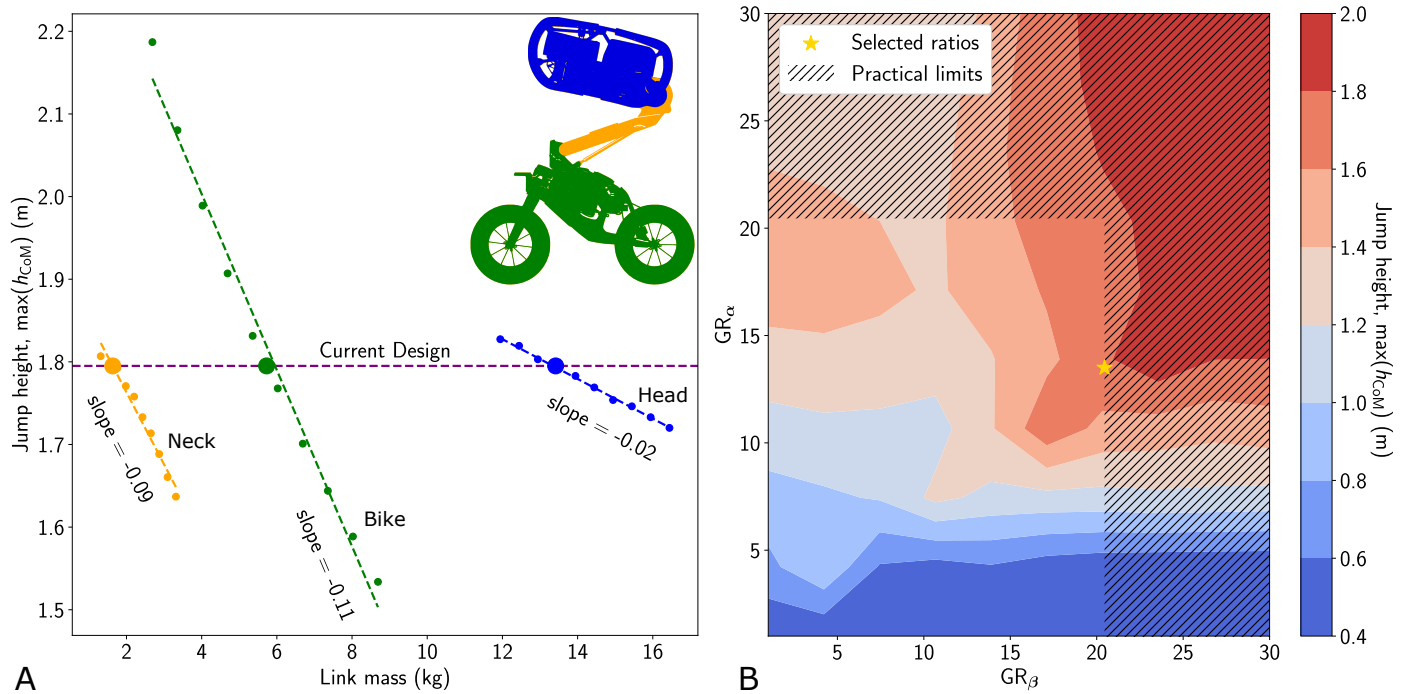 2.2
2.1
2.0
1.9
1.8
1.7
1.6
1.5
Jump height, max(h_CoM) (m)
2
4
6
8
10
12
14
16
Link mass (kg)
Current Design
Neck
slope = -0.09
Bike
slope = -0.11
Head
slope = -0.02
A
Selected ratios
Practical limits
30
25
20
15
10
5
GRα
5
10
15
20
25
30
GRβ
B
2.0
1.8
1.6
1.4
1.2
1.0
0.8
0.6
0.4
Jump height, max(h_CoM) (m)